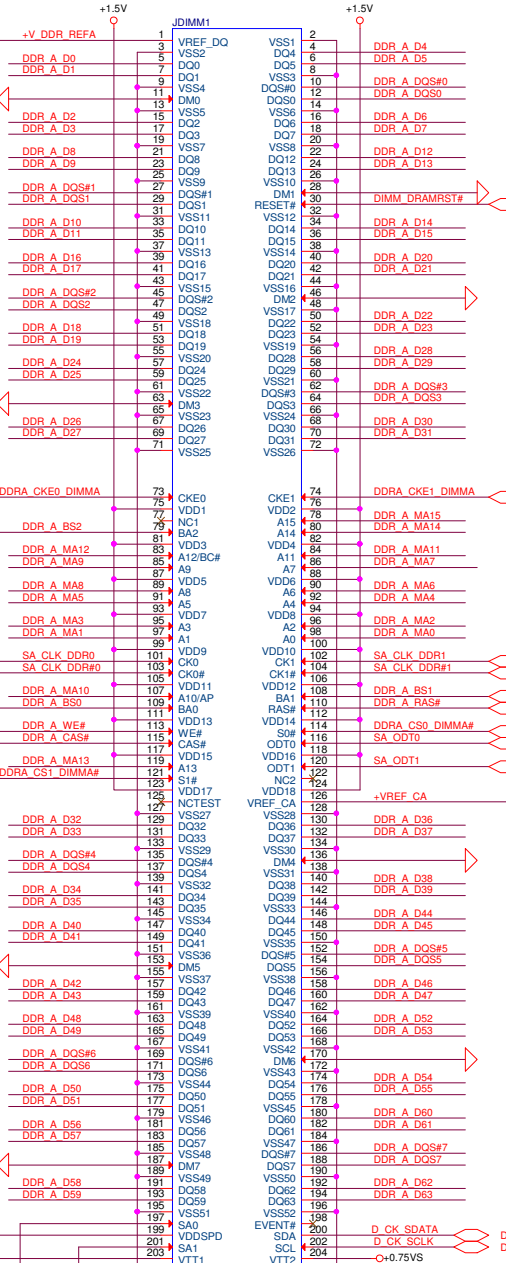 +1.5V +1.5V
JDIMM1
+V_DDR_REFA 1 VREF_DQ VSS1 2
3 VSS2 DQ4 4 DDR_A_D4
DDR_A_D0 5 DQ0 DQ5 6 DDR_A_D5
DDR_A_D1 7 DQ1 VSS3 8
9 VSS4 DQS#0 10 DDR_A_DQS#0
11 DM0 DQS0 12 DDR_A_DQS0
13 VSS5 VSS6 14
DDR_A_D2 15 DQ2 DQ6 16 DDR_A_D6
DDR_A_D3 17 DQ3 DQ7 18 DDR_A_D7
19 VSS7 VSS8 20
DDR_A_D8 21 DQ8 DQ12 22 DDR_A_D12
DDR_A_D9 23 DQ9 DQ13 24 DDR_A_D13
25 VSS9 VSS10 26
DDR_A_DQS#1 27 DQS#1 DM1 28
DDR_A_DQS1 29 DQS1 RESET# 30 DIMM_DRAMRST#
31 VSS11 VSS12 32
DDR_A_D10 33 DQ10 DQ14 34 DDR_A_D14
DDR_A_D11 35 DQ11 DQ15 36 DDR_A_D15
37 VSS13 VSS14 38
DDR_A_D16 39 DQ16 DQ20 40 DDR_A_D20
DDR_A_D17 41 DQ17 DQ21 42 DDR_A_D21
43 VSS15 VSS16 44
DDR_A_DQS#2 45 DQS#2 DM2 46
DDR_A_DQS2 47 DQS2 VSS17 48
49 VSS18 DQ22 50 DDR_A_D22
DDR_A_D18 51 DQ18 DQ23 52 DDR_A_D23
DDR_A_D19 53 DQ19 VSS19 54
55 VSS20 DQ28 56 DDR_A_D28
DDR_A_D24 57 DQ24 DQ29 58 DDR_A_D29
DDR_A_D25 59 DQ25 VSS21 60
61 VSS22 DQS#3 62 DDR_A_DQS#3
63 DM3 DQS3 64 DDR_A_DQS3
65 VSS23 VSS24 66
DDR_A_D26 67 DQ26 DQ30 68 DDR_A_D30
DDR_A_D27 69 DQ27 DQ31 70 DDR_A_D31
71 VSS25 VSS26 72
DDRA_CKE0_DIMMA 73 CKE0 CKE1 74 DDRA_CKE1_DIMMA
75 VDD1 VDD2 76
77 NC1 A15 78 DDR_A_MA15
DDR_A_BS2 79 BA2 A14 80 DDR_A_MA14
81 VDD3 VDD4 82
DDR_A_MA12 83 A12/BC# A11 84 DDR_A_MA11
DDR_A_MA9 85 A9 A7 86 DDR_A_MA7
87 VDD5 VDD6 88
DDR_A_MA8 89 A8 A6 90 DDR_A_MA6
DDR_A_MA5 91 A5 A4 92 DDR_A_MA4
93 VDD7 VDD8 94
DDR_A_MA3 95 A3 A2 96 DDR_A_MA2
DDR_A_MA1 97 A1 A0 98 DDR_A_MA0
99 VDD9 VDD10 100
SA_CLK_DDR0 101 CK0 CK1 102 SA_CLK_DDR1
SA_CLK_DDR#0 103 CK0# CK1# 104 SA_CLK_DDR#1
105 VDD11 VDD12 106
DDR_A_MA10 107 A10/AP BA1 108 DDR_A_BS1
DDR_A_BS0 109 BA0 RAS# 110 DDR_A_RAS#
111 VDD13 VDD14 112
DDR_A_WE# 113 WE# S0# 114 DDRA_CS0_DIMMA#
DDR_A_CAS# 115 CAS# ODT0 116 SA_ODT0
117 VDD15 VDD16 118
DDR_A_MA13 119 A13 ODT1 120 SA_ODT1
DDRA_CS1_DIMMA# 121 S1# NC2 122
123 VDD17 VDD18 124
125 NCTEST VREF_CA 126 +VREF_CA
127 VSS27 VSS28 128
DDR_A_D32 129 DQ32 DQ36 130 DDR_A_D36
DDR_A_D33 131 DQ33 DQ37 132 DDR_A_D37
133 VSS29 VSS30 134
DDR_A_DQS#4 135 DQS#4 DM4 136
DDR_A_DQS4 137 DQS4 VSS31 138
139 VSS32 DQ38 140 DDR_A_D38
DDR_A_D34 141 DQ34 DQ39 142 DDR_A_D39
DDR_A_D35 143 DQ35 VSS33 144
145 VSS34 DQ44 146 DDR_A_D44
DDR_A_D40 147 DQ40 DQ45 148 DDR_A_D45
DDR_A_D41 149 DQ41 VSS35 150
151 VSS36 DQS#5 152 DDR_A_DQS#5
153 DM5 DQS5 154 DDR_A_DQS5
155 VSS37 VSS38 156
DDR_A_D42 157 DQ42 DQ46 158 DDR_A_D46
DDR_A_D43 159 DQ43 DQ47 160 DDR_A_D47
161 VSS39 VSS40 162
DDR_A_D48 163 DQ48 DQ52 164 DDR_A_D52
DDR_A_D49 165 DQ49 DQ53 166 DDR_A_D53
167 VSS41 VSS42 168
DDR_A_DQS#6 169 DQS#6 DM6 170
DDR_A_DQS6 171 DQS6 VSS43 172
173 VSS44 DQ54 174 DDR_A_D54
DDR_A_D50 175 DQ50 DQ55 176 DDR_A_D55
DDR_A_D51 177 DQ51 VSS45 178
179 VSS46 DQ60 180 DDR_A_D60
DDR_A_D56 181 DQ56 DQ61 182 DDR_A_D61
DDR_A_D57 183 DQ57 VSS47 184
185 VSS48 DQS#7 186 DDR_A_DQS#7
187 DM7 DQS7 188 DDR_A_DQS7
189 VSS49 VSS50 190
DDR_A_D58 191 DQ58 DQ62 192 DDR_A_D62
DDR_A_D59 193 DQ59 DQ63 194 DDR_A_D63
195 VSS51 VSS52 196
197 SA0 EVENT# 198
199 VDDSPD SDA 200 D_CK_SDATA
201 SA1 SCL 202 D_CK_SCLK
203 VTT1 VTT2 204 +0.75VS